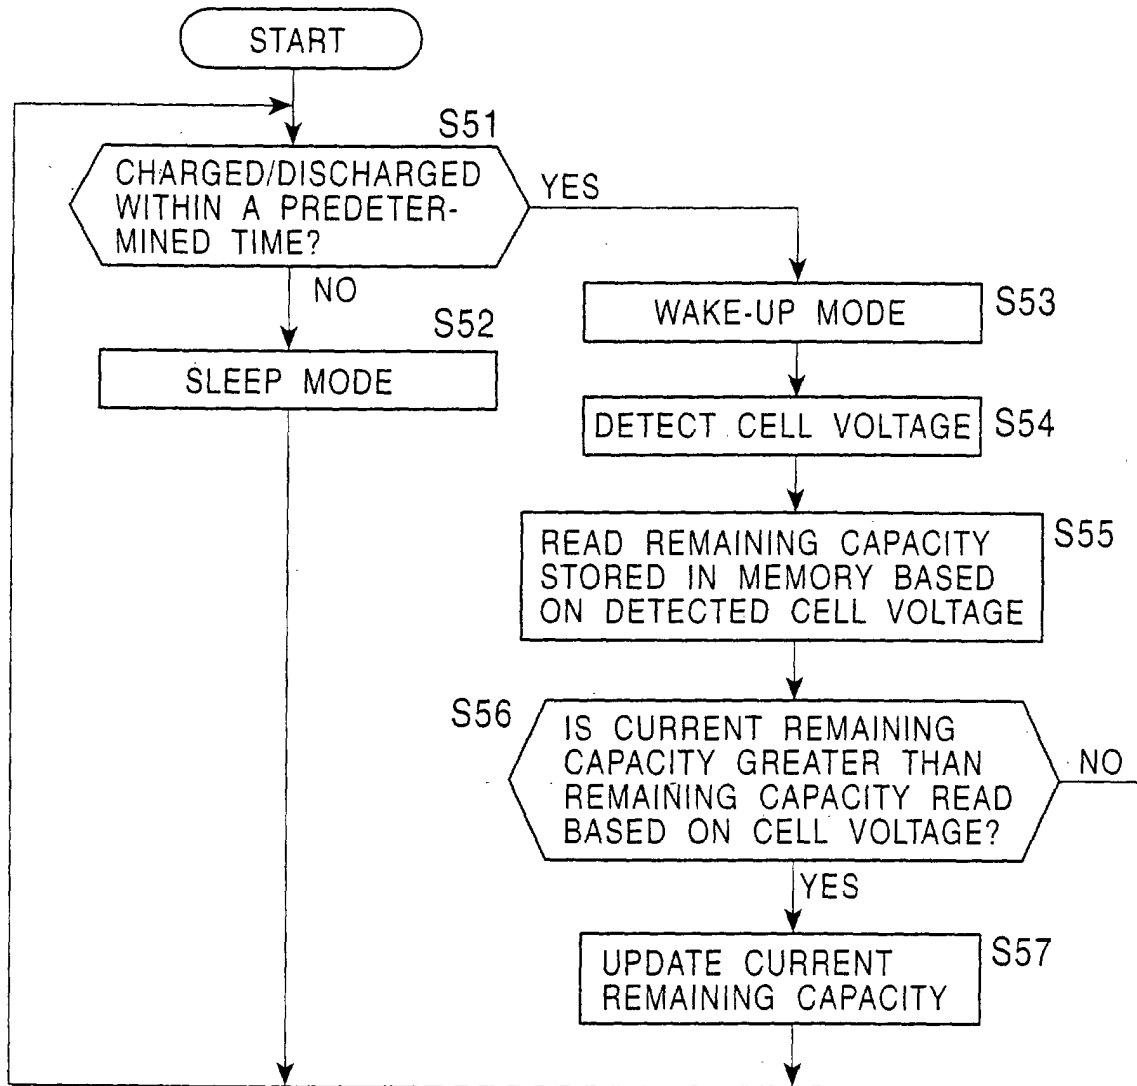 START
S51
CHARGED/DISCHARGED
WITHIN A PREDETER-
MINED TIME?
YES
NO
S52
SLEEP MODE
WAKE-UP MODE
S53
DETECT CELL VOLTAGE
S54
READ REMAINING CAPACITY
STORED IN MEMORY BASED
ON DETECTED CELL VOLTAGE
S55
S56
IS CURRENT REMAINING
CAPACITY GREATER THAN
REMAINING CAPACITY READ
BASED ON CELL VOLTAGE?
NO
YES
UPDATE CURRENT
REMAINING CAPACITY
S57